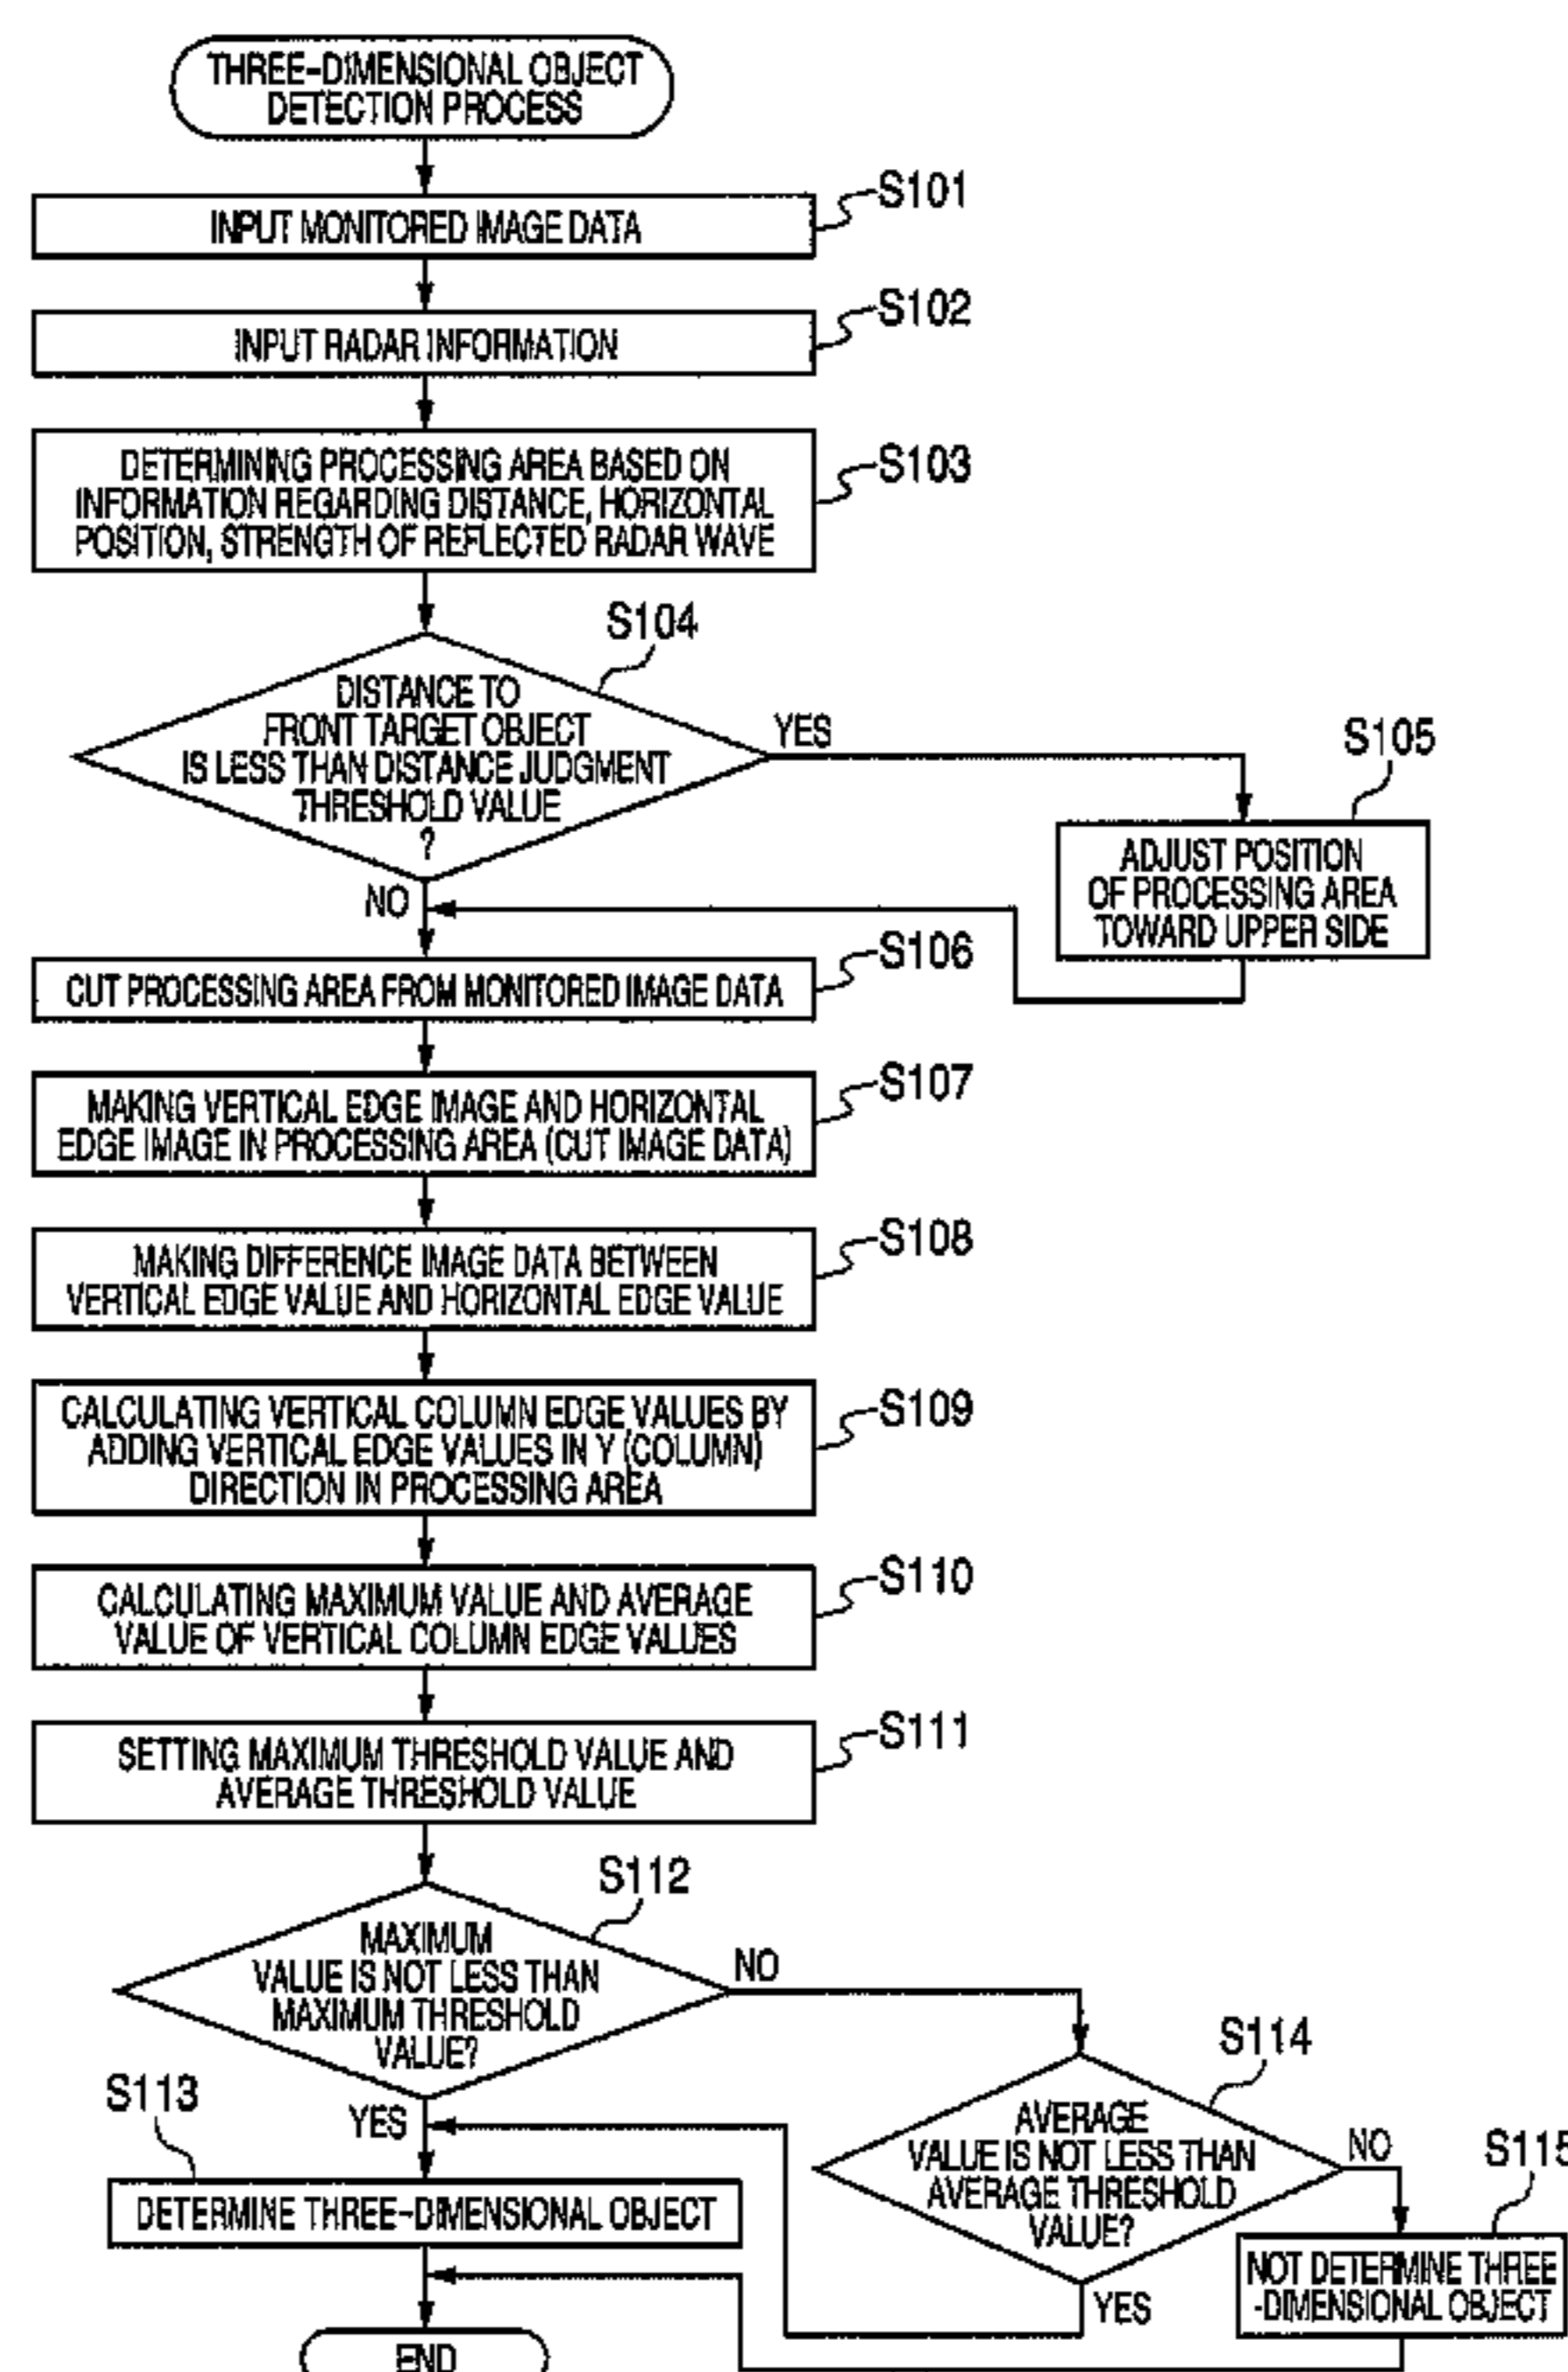 THREE-DIMENSIONAL OBJECT
DETECTION PROCESS
S101
INPUT MONITORED IMAGE DATA
S102
INPUT RADAR INFORMATION
S103
DETERMINING PROCESSING AREA BASED ON
INFORMATION REGARDING DISTANCE, HORIZONTAL
POSITION, STRENGTH OF REFLECTED RADAR WAVE
S104
DISTANCE TO
FRONT TARGET OBJECT
IS LESS THAN DISTANCE JUDGMENT
THRESHOLD VALUE
?
YES
NO
S105
ADJUST POSITION
OF PROCESSING AREA
TOWARD UPPER SIDE
S106
CUT PROCESSING AREA FROM MONITORED IMAGE DATA
S107
MAKING VERTICAL EDGE IMAGE AND HORIZONTAL
EDGE IMAGE IN PROCESSING AREA (CUT IMAGE DATA)
S108
MAKING DIFFERENCE IMAGE DATA BETWEEN
VERTICAL EDGE VALUE AND HORIZONTAL EDGE VALUE
S109
CALCULATING VERTICAL COLUMN EDGE VALUES BY
ADDING VERTICAL EDGE VALUES IN Y (COLUMN)
DIRECTION IN PROCESSING AREA
S110
CALCULATING MAXIMUM VALUE AND AVERAGE
VALUE OF VERTICAL COLUMN EDGE VALUES
S111
SETTING MAXIMUM THRESHOLD VALUE AND
AVERAGE THRESHOLD VALUE
S112
MAXIMUM
VALUE IS NOT LESS THAN
MAXIMUM THRESHOLD
VALUE?
NO
YES
S113
DETERMINE THREE-DIMENSIONAL OBJECT
S114
AVERAGE
VALUE IS NOT LESS THAN
AVERAGE THRESHOLD
VALUE?
NO
YES
S115
NOT DETERMINE THREE
-DIMENSIONAL OBJECT
END